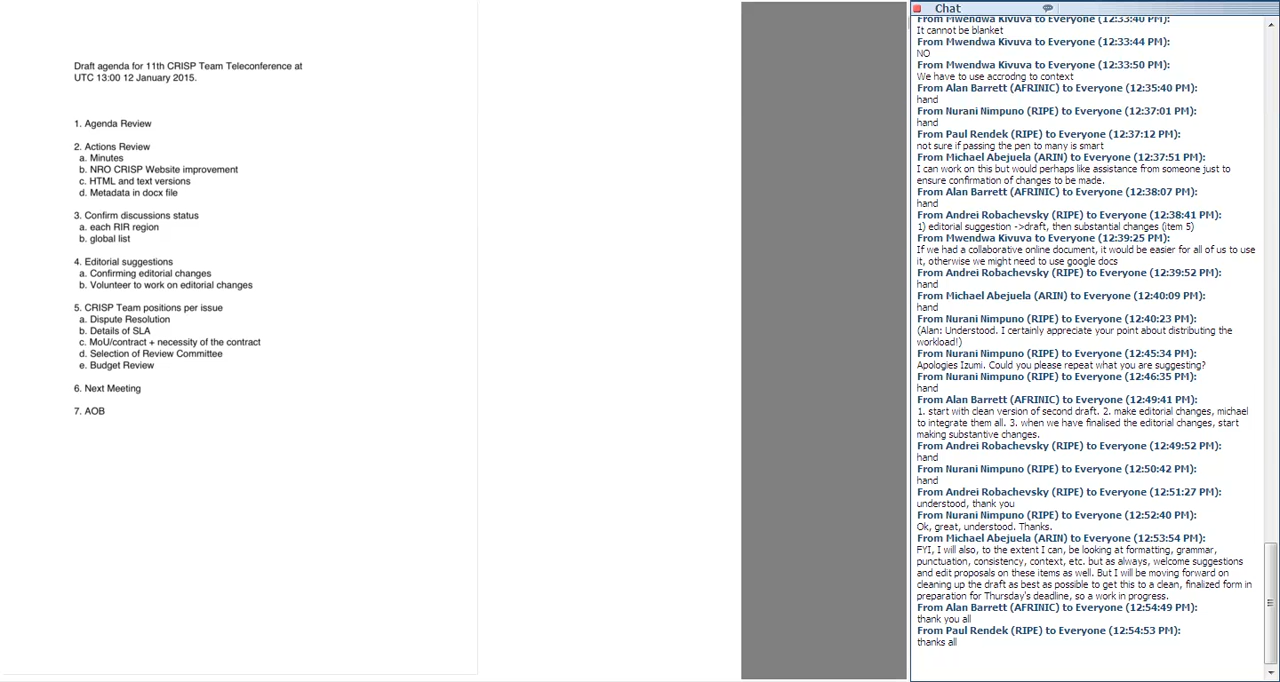 Draft agenda for 11th CRISP Team Teleconference at
UTC 13:00 12 January 2015.
1. Agenda Review
2. Actions Review
a. Minutes
b. NRO CRISP Website improvement
c. HTML and text versions
d. Metadata in docx file
3. Confirm discussions status
a. each RIR region
b. global list
4. Editorial suggestions
a. Confirming editorial changes
b. Volunteer to work on editorial changes
5. CRISP Team positions per issue
a. Dispute Resolution
b. Details of SLA
c. MoU/contract + necessity of the contract
d. Selection of Review Committee
e. Budget Review
6. Next Meeting
7. AOB
Chat
From Mwendwa Kivuva to Everyone (12:33:40 PM):
It cannot be blanket
From Mwendwa Kivuva to Everyone (12:33:44 PM):
NO
From Mwendwa Kivuva to Everyone (12:33:50 PM):
We have to use accrodng to context
From Alan Barrett (AFRINIC) to Everyone (12:35:40 PM):
hand
From Nurani Nimpuno (RIPE) to Everyone (12:37:01 PM):
hand
From Paul Rendek (RIPE) to Everyone (12:37:12 PM):
not sure if passing the pen to many is smart
From Michael Abejuela (ARIN) to Everyone (12:37:51 PM):
I can work on this but would perhaps like assistance from someone just to
ensure confirmation of changes to be made.
From Alan Barrett (AFRINIC) to Everyone (12:38:07 PM):
hand
From Andrei Robachevsky (RIPE) to Everyone (12:38:41 PM):
1) editorial suggestion ->draft, then substantial changes (item 5)
From Mwendwa Kivuva to Everyone (12:39:25 PM):
If we had a collaborative online document, it would be easier for all of us to use
it, otherwise we might need to use google docs
From Andrei Robachevsky (RIPE) to Everyone (12:39:52 PM):
hand
From Michael Abejuela (ARIN) to Everyone (12:40:09 PM):
hand
From Nurani Nimpuno (RIPE) to Everyone (12:40:23 PM):
(Alan: Understood. I certainly appreciate your point about distributing the
workload!)
From Nurani Nimpuno (RIPE) to Everyone (12:45:34 PM):
Apologies Izumi. Could you please repeat what you are suggesting?
From Nurani Nimpuno (RIPE) to Everyone (12:46:35 PM):
hand
From Alan Barrett (AFRINIC) to Everyone (12:49:41 PM):
1. start with clean version of second draft. 2. make editorial changes, michael
to integrate them all. 3. when we have finalised the editorial changes, start
making substantive changes.
From Andrei Robachevsky (RIPE) to Everyone (12:49:52 PM):
hand
From Nurani Nimpuno (RIPE) to Everyone (12:50:42 PM):
hand
From Andrei Robachevsky (RIPE) to Everyone (12:51:27 PM):
understood, thank you
From Nurani Nimpuno (RIPE) to Everyone (12:52:40 PM):
Ok, great, understood. Thanks.
From Michael Abejuela (ARIN) to Everyone (12:53:54 PM):
FYI, I will also, to the extent I can, be looking at formatting, grammar,
punctuation, consistency, context, etc. but as always, welcome suggestions
and edit proposals on these items as well. But I will be moving forward on
cleaning up the draft as best as possible to get this to a clean, finalized form in
preparation for Thursday's deadline, so a work in progress.
From Alan Barrett (AFRINIC) to Everyone (12:54:49 PM):
thank you all
From Paul Rendek (RIPE) to Everyone (12:54:53 PM):
thanks all